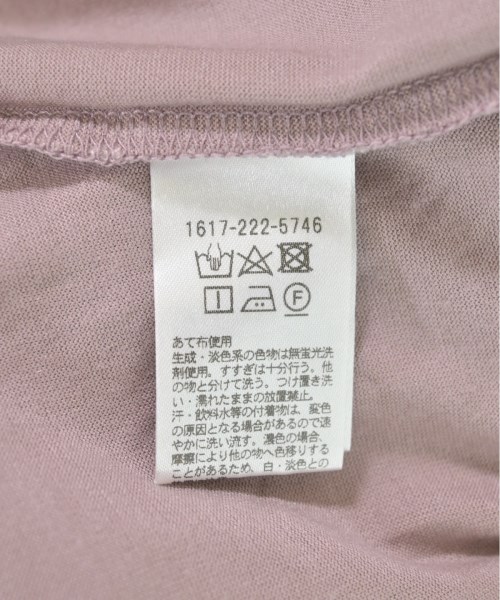 1617-222-5746
F
あて布使用
生成・淡色系の色物は無蛍光洗
剤使用。すすぎは十分行う。他
の物と分けて洗う。つけ置き洗
い・濡れたままの放置禁止。
汗・飲料水等の付着物は、変色
の原因となる場合があるので速
やかに洗い流す。濃色の場合、
摩擦により他の物へ色移りする
ことがあるため、白・淡色との